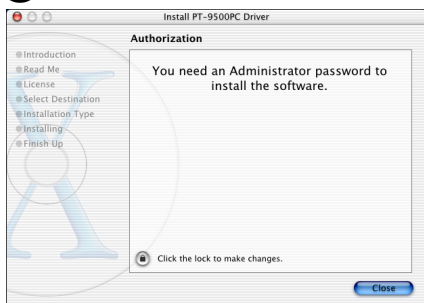 Install PT-9500PC Driver
Authorization
Introduction
Read Me
License
Select Destination
Installation Type
Installing
Finish Up
You need an Administrator password to
install the software.
Click the lock to make changes.
Close